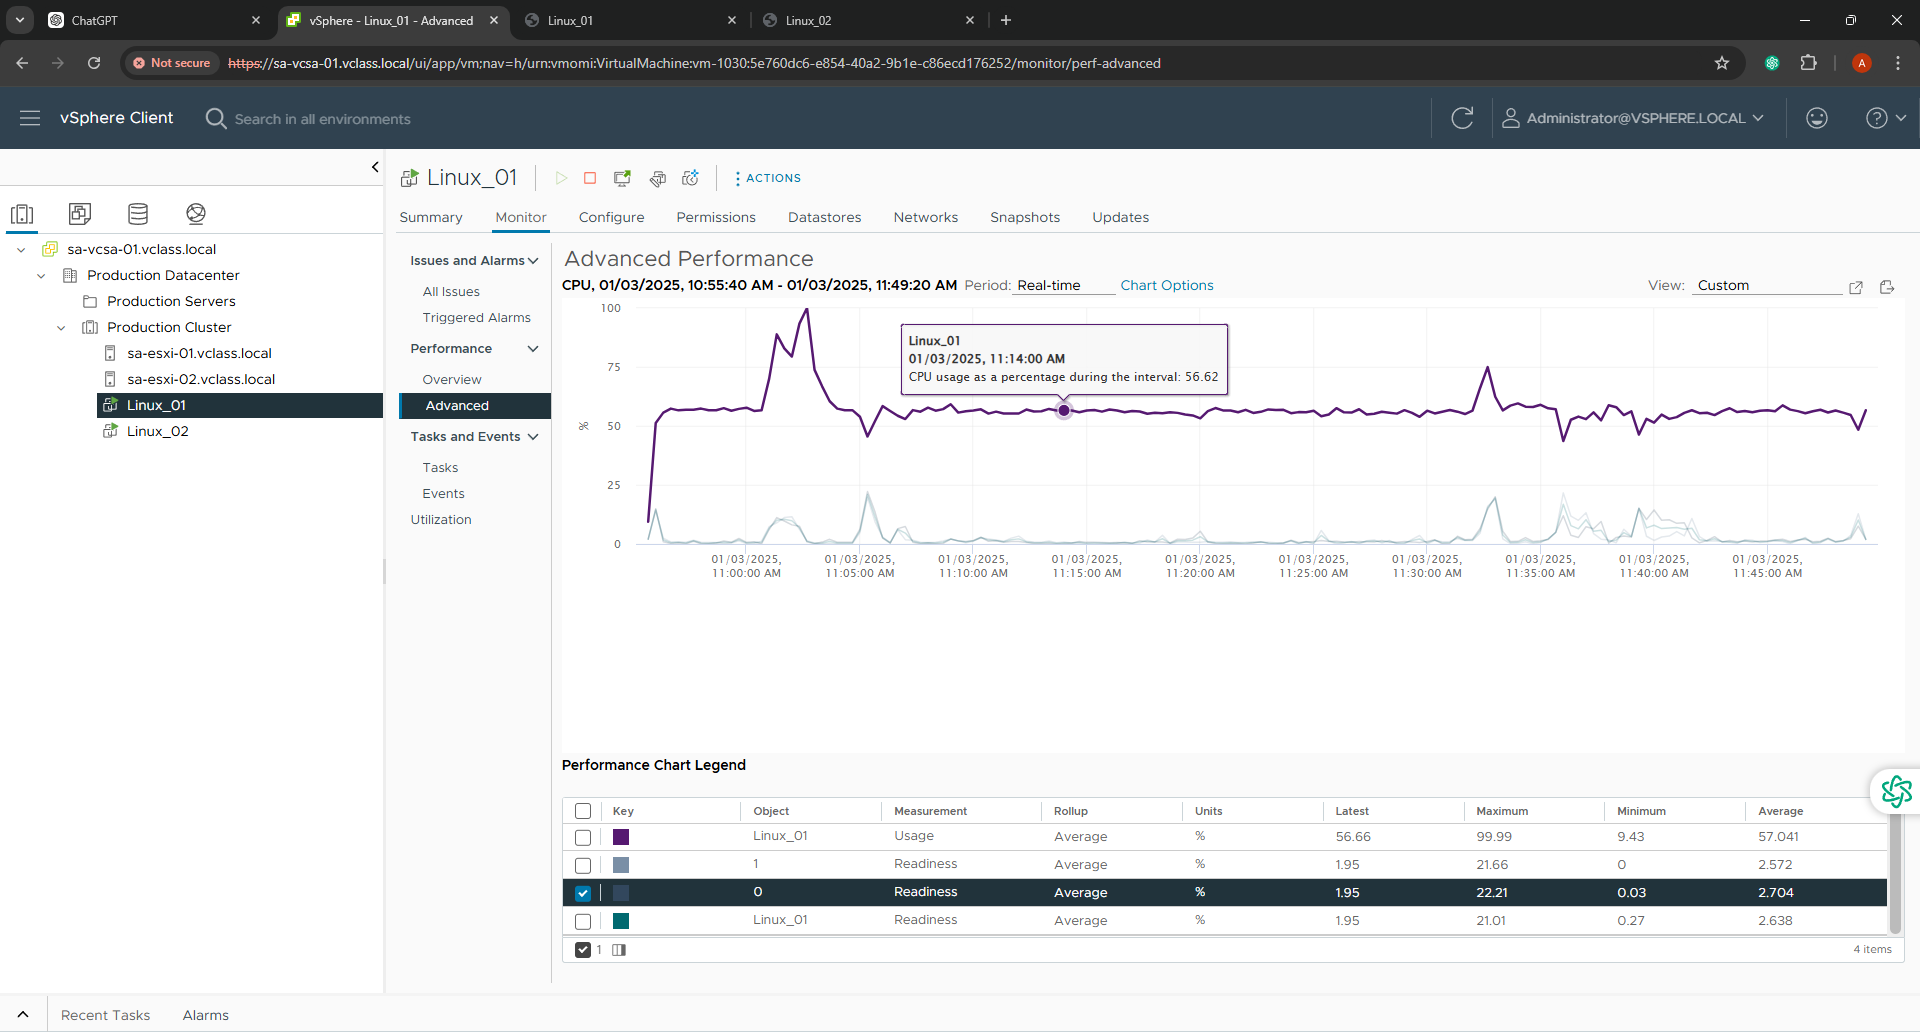 ChatGPT
vSphere - Linux_01 - Advanced
Linux_01
Linux_02
Not secure
https://sa-vcsa-01.vclass.local/ui/app/vm;nav=h/urn:vmomi:VirtualMachine:vm-1030:5e760dc6-e854-40a2-9b1e-c86ecd176252/monitor/perf-advanced
A
vSphere Client
Search in all environments
Administrator@VSPHERE.LOCAL
Linux_01
ACTIONS
Summary Monitor Configure Permissions Datastores Networks Snapshots Updates
sa-vcsa-01.vclass.local
Production Datacenter
Production Servers
Production Cluster
sa-esxi-01.vclass.local
sa-esxi-02.vclass.local
Linux_01
Linux_02
Issues and Alarms
All Issues
Triggered Alarms
Performance
Overview
Advanced
Tasks and Events
Tasks
Events
Utilization
Advanced Performance
CPU, 01/03/2025, 10:55:40 AM - 01/03/2025, 11:49:20 AM Period: Real-time Chart Options View: Custom
100
75
50
25
0
%
Linux_01
01/03/2025, 11:14:00 AM
CPU usage as a percentage during the interval: 56.62
01/03/2025, 01/03/2025, 01/03/2025, 01/03/2025, 01/03/2025, 01/03/2025, 01/03/2025, 01/03/2025, 01/03/2025, 01/03/2025,
11:00:00 AM 11:05:00 AM 11:10:00 AM 11:15:00 AM 11:20:00 AM 11:25:00 AM 11:30:00 AM 11:35:00 AM 11:40:00 AM 11:45:00 AM
Performance Chart Legend
Key Object Measurement Rollup Units Latest Maximum Minimum Average
Linux_01 Usage Average % 56.66 99.99 9.43 57.041
1 Readiness Average % 1.95 21.66 0 2.572
0 Readiness Average % 1.95 22.21 0.03 2.704
Linux_01 Readiness Average % 1.95 21.01 0.27 2.638
1
4 items
Recent Tasks Alarms